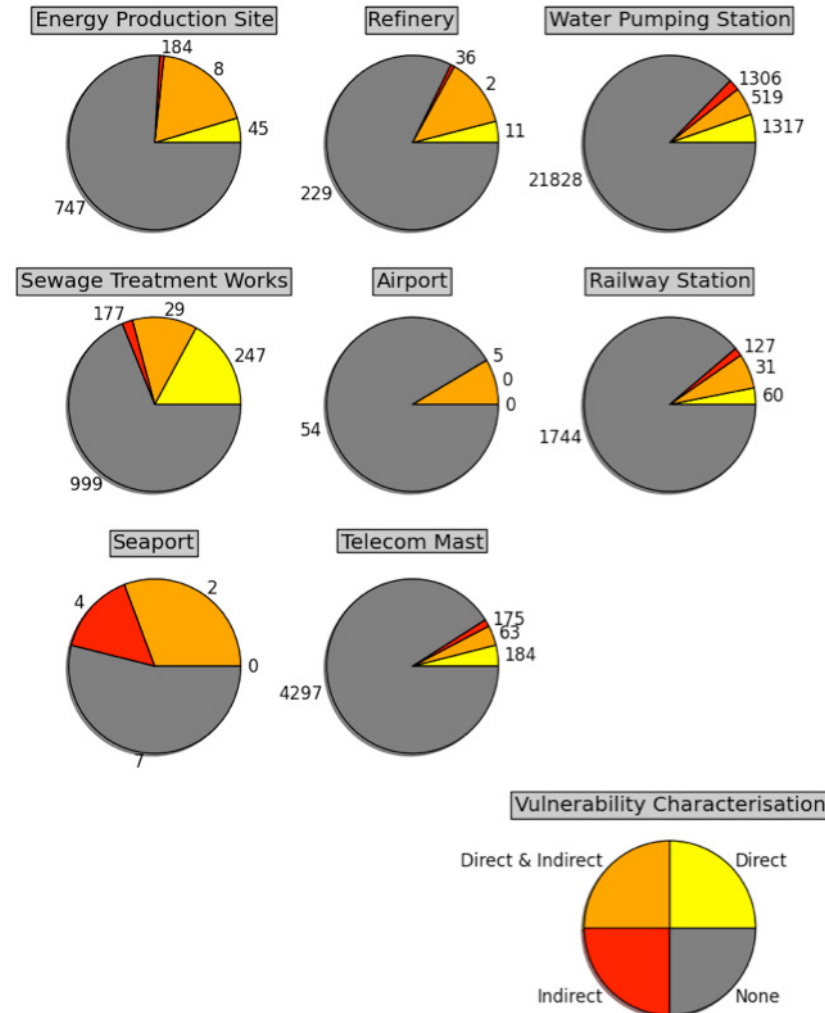 Energy Production Site
184
8
45
747
Refinery
36
2
11
229
Water Pumping Station
1306
519
1317
21828
Sewage Treatment Works
177
29
247
999
Airport
5
0
0
54
Railway Station
127
31
60
1744
Seaport
4
2
0
7
Telecom Mast
175
63
184
4297
Vulnerability Characterisation
Direct & Indirect
Direct
Indirect
None